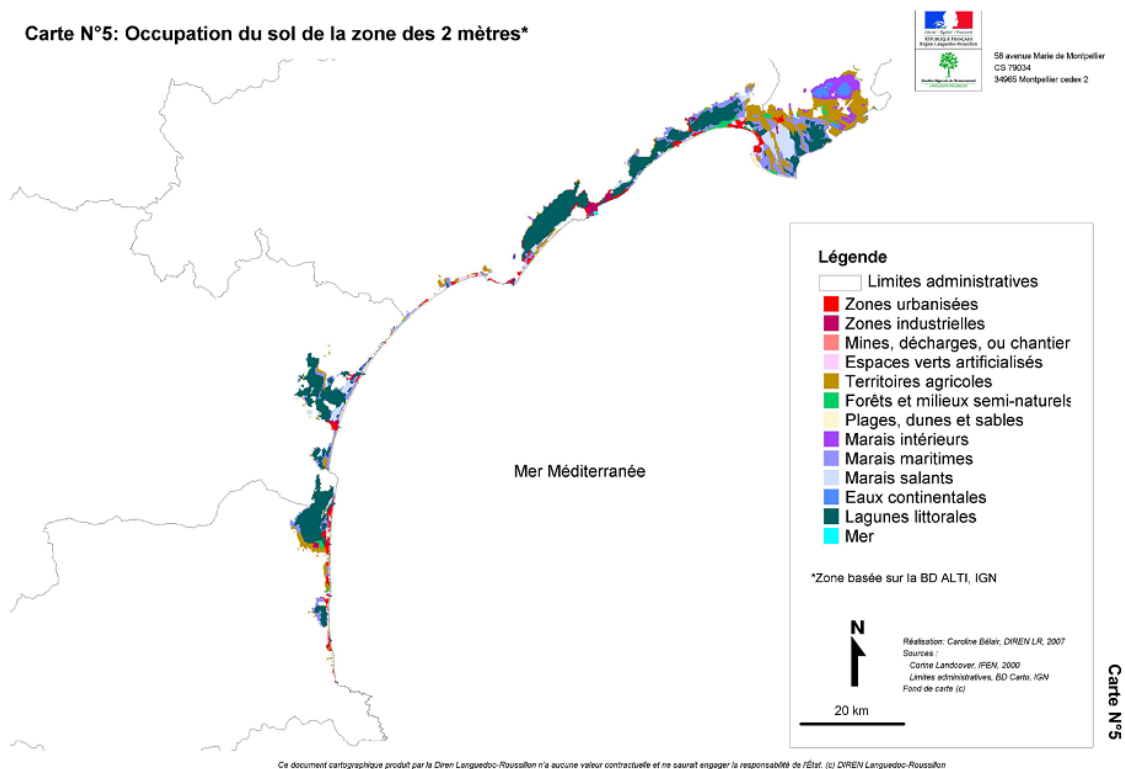 Carte N°5: Occupation du sol de la zone des 2 mètres*
RÉPUBLIQUE FRANÇAISE
58 avenue Marie de Montpellier
CS 79034
34965 Montpellier cedex 2
Mer Méditerranée
Légende
Limites administratives
Zones urbanisées
Zones industrielles
Mines, décharges, ou chantier
Espaces verts artificialisés
Territoires agricoles
Forêts et milieux semi-naturels
Plages, dunes et sables
Marais intérieurs
Marais maritimes
Marais salants
Eaux continentales
Lagunes littorales
Mer
*Zone basée sur la BD ALTI, IGN
N
20 km
Réalisation: Caroline Bélair, DIREN LR, 2007
Sources :
Corine Landcover, IFEN, 2000
Limites administratives, BD Carto, IGN
Fond de carte (c)
Carte N°5
Ce document cartographique produit par la Diren Languedoc-Roussillon n'a aucune valeur contractuelle et ne saurait engager la responsabilité de l'État. (c) DIREN Languedoc-Roussillon